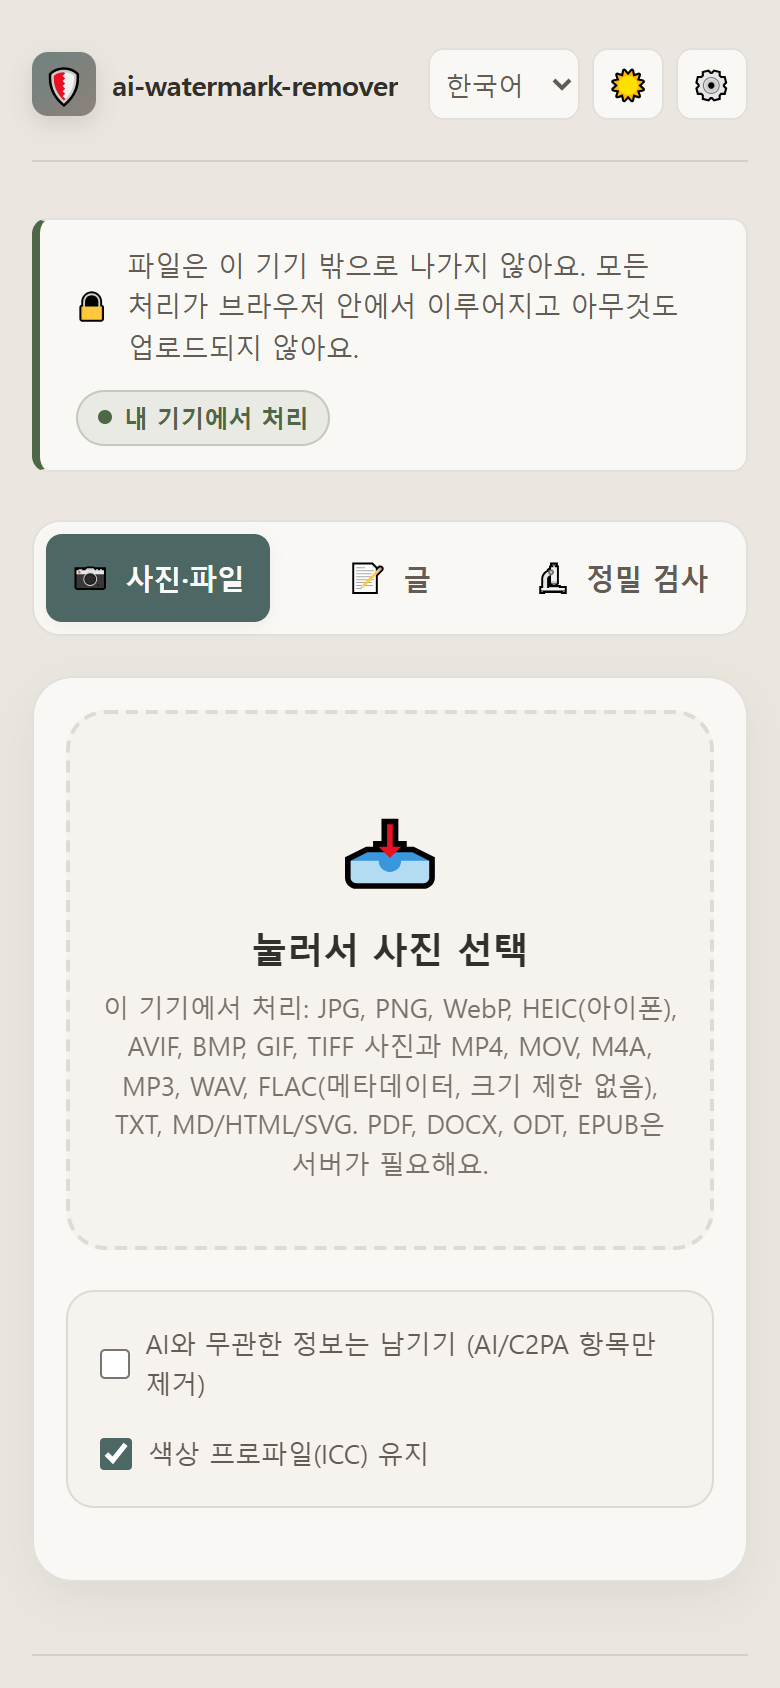 ai-watermark-remover
한국어
파일은 이 기기 밖으로 나가지 않아요. 모든
처리가 브라우저 안에서 이루어지고 아무것도
업로드되지 않아요.
내 기기에서 처리
사진·파일
글
정밀 검사
눌러서 사진 선택
이 기기에서 처리: JPG, PNG, WebP, HEIC(아이폰),
AVIF, BMP, GIF, TIFF 사진과 MP4, MOV, M4A,
MP3, WAV, FLAC(메타데이터, 크기 제한 없음),
TXT, MD/HTML/SVG. PDF, DOCX, ODT, EPUB은
서버가 필요해요.
AI와 무관한 정보는 남기기 (AI/C2PA 항목만
제거)
색상 프로파일(ICC) 유지